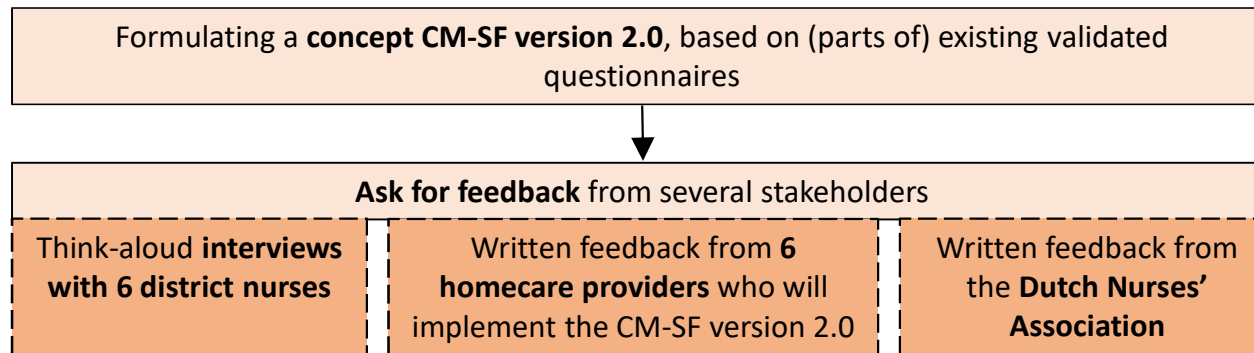 Formulating a concept CM-SF version 2.0, based on (parts of) existing validated
questionnaires
Ask for feedback from several stakeholders
Think-aloud interviews
with 6 district nurses
Written feedback from 6
homecare providers who will
implement the CM-SF version 2.0
Written feedback from
the Dutch Nurses’
Association